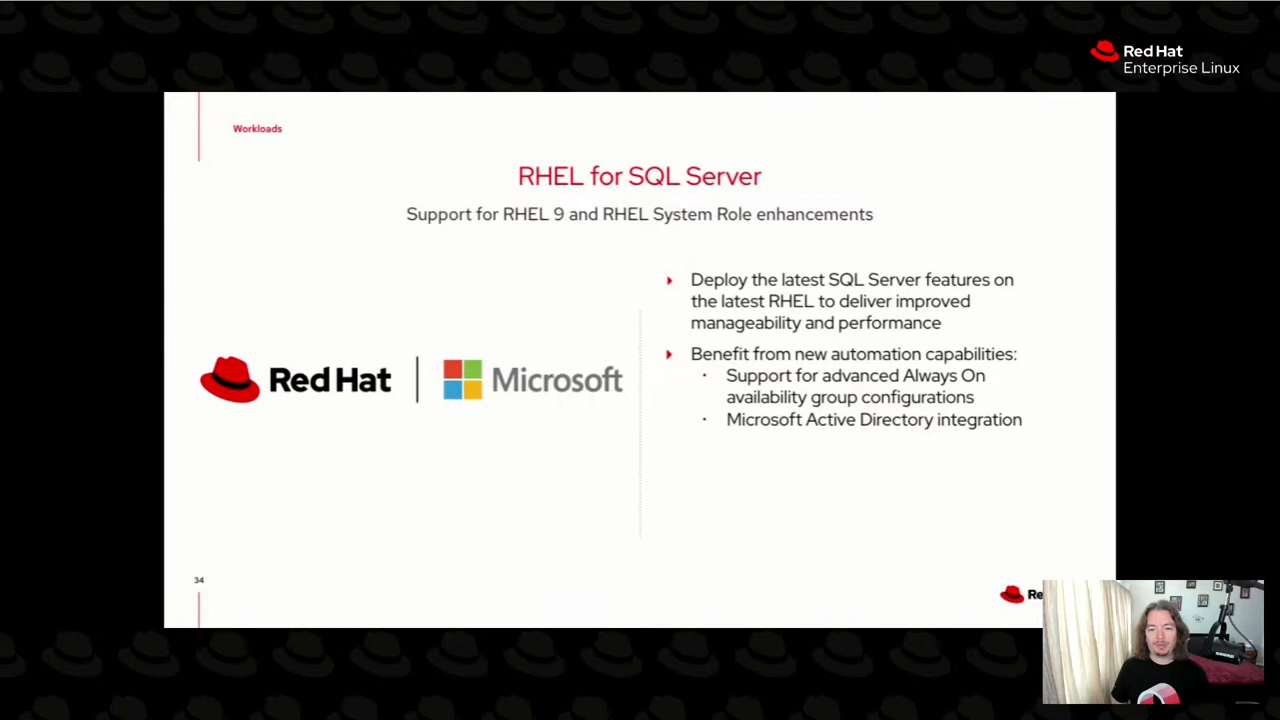 Red Hat
Enterprise Linux
Workloads
RHEL for SQL Server
Support for RHEL 9 and RHEL System Role enhancements
Deploy the latest SQL Server features on
the latest RHEL to deliver improved
manageability and performance
Benefit from new automation capabilities:
Support for advanced Always On
availability group configurations
Microsoft Active Directory integration
Red Hat
Microsoft
34
Re
SHURE